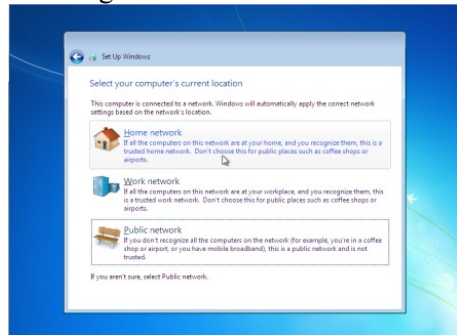 Set Up Windows
Select your computer's current location
This computer is connected to a network. Windows will automatically apply the correct network
settings based on the network's location.
Home network
If all the computers on this network are at your home, and you recognize them, this is a
trusted home network. Don't choose this for public places such as coffee shops or
airports.
Work network
If all the computers on this network are at your workplace, and you recognize them, this
is a trusted work network. Don't choose this for public places such as coffee shops or
airports.
Public network
If you don't recognize all the computers on the network (for example, you're in a coffee
shop or airport, or you have mobile broadband), this is a public network and is not
trusted.
If you aren't sure, select Public network.